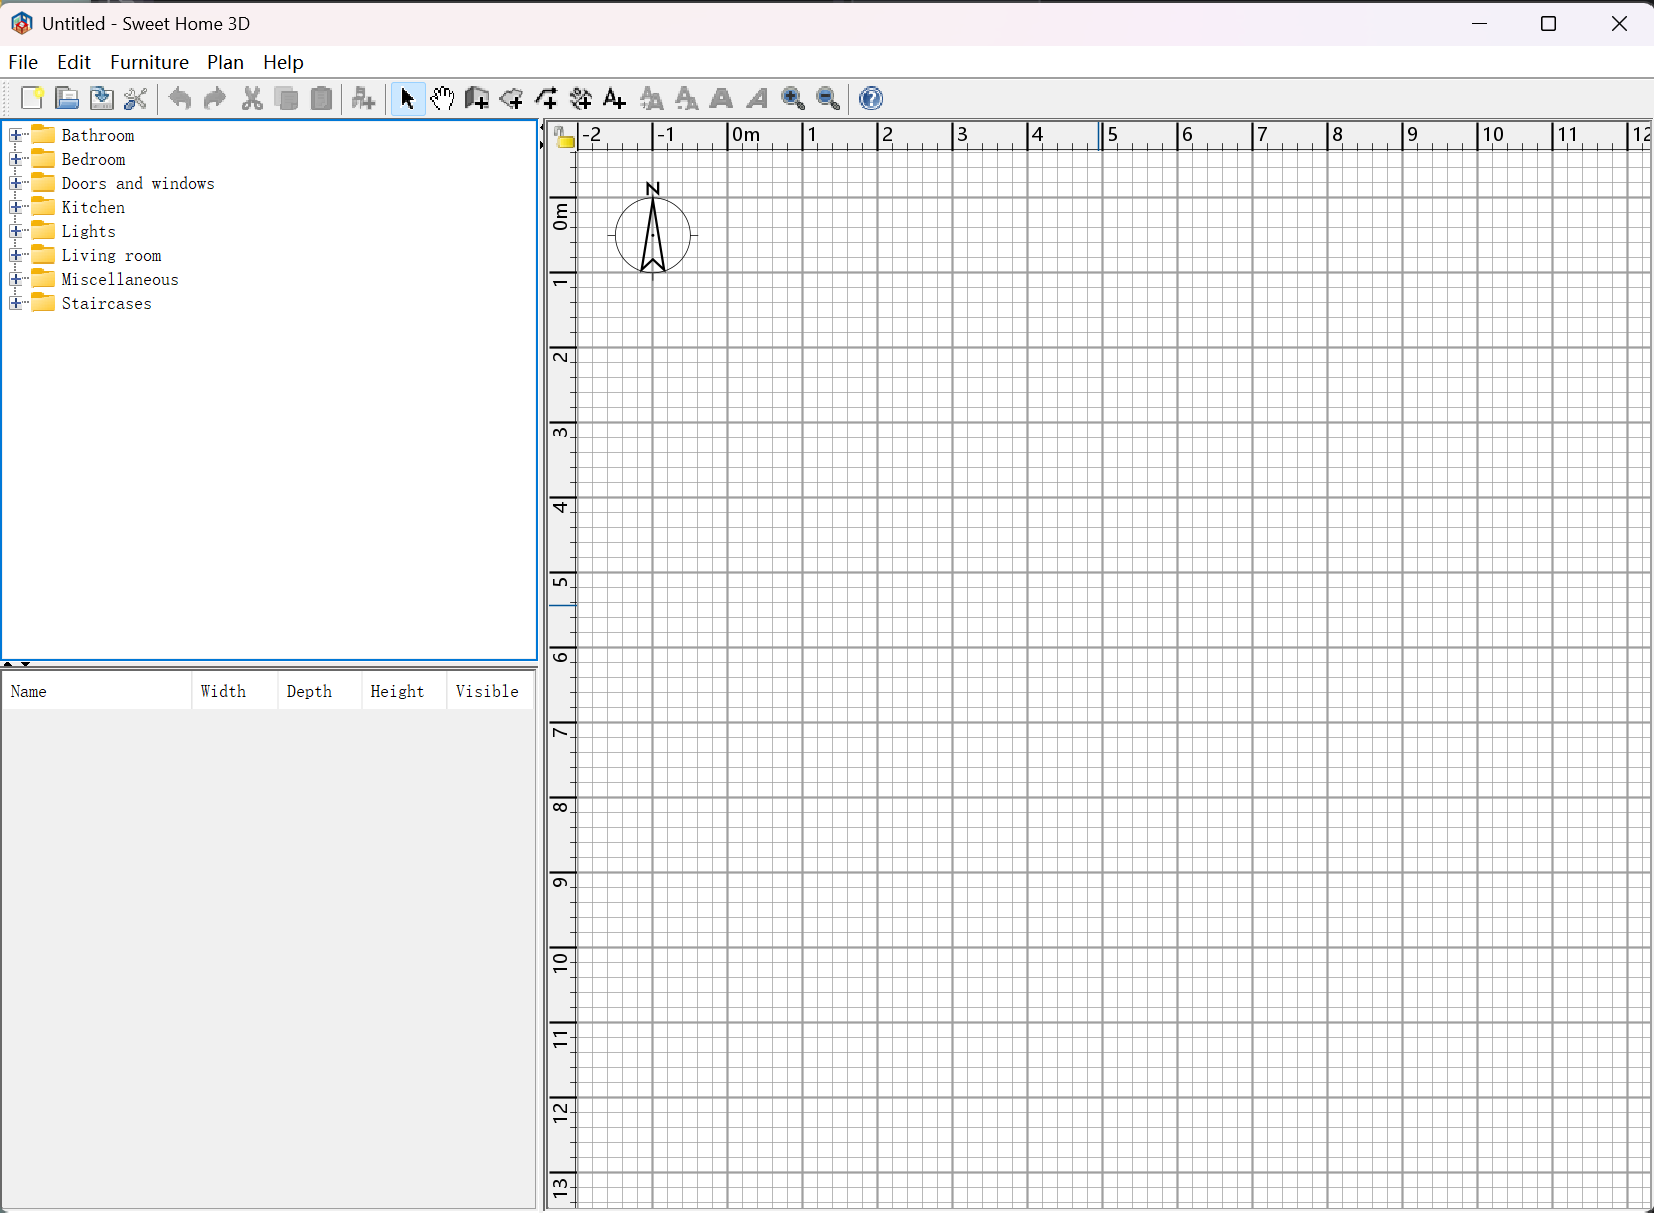 Untitled - Sweet Home 3D
File Edit Furniture Plan Help
Bathroom
Bedroom
Doors and windows
Kitchen
Lights
Living room
Miscellaneous
Staircases
Name Width Depth Height Visible
-2 -1 0m 1 2 3 4 5 6 7 8 9 10 11 12
N
0m
1
2
3
4
5
6
7
8
9
10
11
12
13